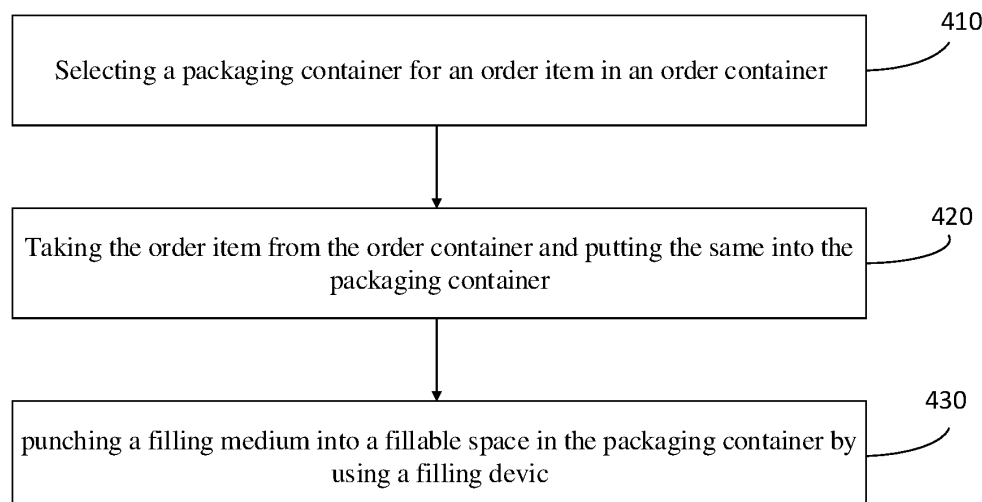 410
Selecting a packaging container for an order item in an order container
420
Taking the order item from the order container and putting the same into the
packaging container
430
punching a filling medium into a fillable space in the packaging container by
using a filling devic